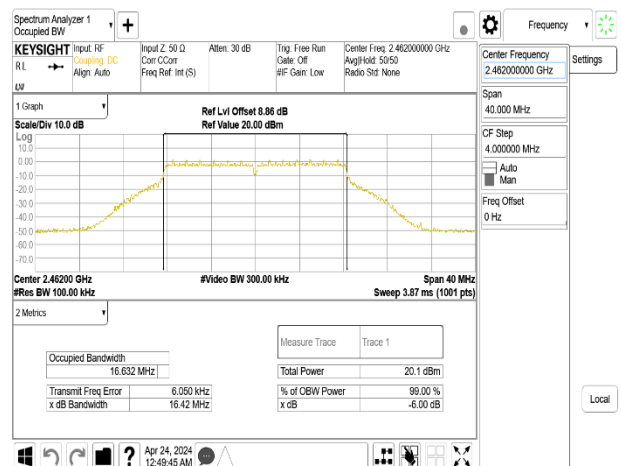 Spectrum Analyzer 1
Occupied BW
Frequency
KEYSIGHT
Input: RF
Coupling: DC
Align: Auto
Input Z: 50 Ω
Corr CCorr
Freq Ref: Int (S)
Atten: 30 dB
Trig: Free Run
Gate: Off
#IF Gain: Low
Center Freq: 2.462000000 GHz
Avg|Hold: 50/50
Radio Std: None
RL
Center Frequency
2.462000000 GHz
Settings
Span
40.000 MHz
CF Step
4.000000 MHz
Auto
Man
Freq Offset
0 Hz
Local
1 Graph
Scale/Div 10.0 dB
Ref Lvl Offset 8.86 dB
Ref Value 20.00 dBm
Log
10.0
0.00
-10.0
-20.0
-30.0
-40.0
-50.0
-60.0
-70.0
Center 2.46200 GHz
#Res BW 100.00 kHz
#Video BW 300.00 kHz
Span 40 MHz
Sweep 3.87 ms (1001 pts)
2 Metrics
Measure Trace Trace 1
Occupied Bandwidth
16.632 MHz
Total Power 20.1 dBm
Transmit Freq Error 6.050 kHz
% of OBW Power 99.00 %
x dB Bandwidth 16.42 MHz
x dB -6.00 dB
?
Apr 24, 2024
12:49:45 AM